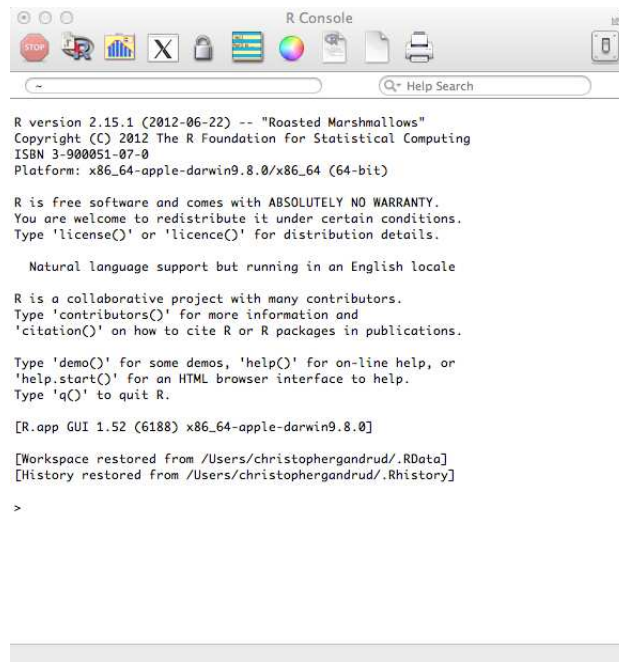 R Console
STOP
R
X
~
Help Search
R version 2.15.1 (2012-06-22) -- "Roasted Marshmallows"
Copyright (C) 2012 The R Foundation for Statistical Computing
ISBN 3-900051-07-0
Platform: x86_64-apple-darwin9.8.0/x86_64 (64-bit)
R is free software and comes with ABSOLUTELY NO WARRANTY.
You are welcome to redistribute it under certain conditions.
Type 'license()' or 'licence()' for distribution details.
Natural language support but running in an English locale
R is a collaborative project with many contributors.
Type 'contributors()' for more information and
'citation()' on how to cite R or R packages in publications.
Type 'demo()' for some demos, 'help()' for on-line help, or
'help.start()' for an HTML browser interface to help.
Type 'q()' to quit R.
[R.app GUI 1.52 (6188) x86_64-apple-darwin9.8.0]
[Workspace restored from /Users/christophergandrud/.RData]
[History restored from /Users/christophergandrud/.Rhistory]
>